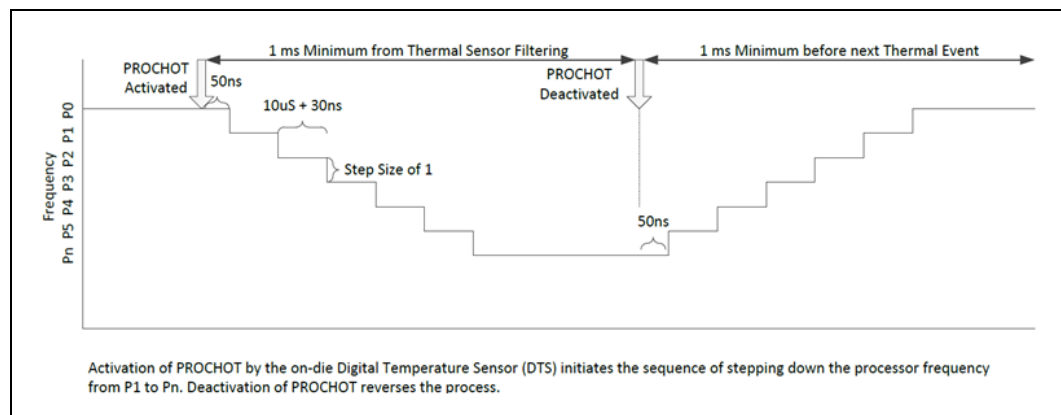 1 ms Minimum from Thermal Sensor Filtering
1 ms Minimum before next Thermal Event
PROCHOT
Activated
50ns
PROCHOT
Deactivated
10uS + 30ns
Step Size of 1
50ns
Frequency
P0
P1
P2
P3
P4
P5
Pn
Activation of PROCHOT by the on-die Digital Temperature Sensor (DTS) initiates the sequence of stepping down the processor frequency
from P1 to Pn. Deactivation of PROCHOT reverses the process.